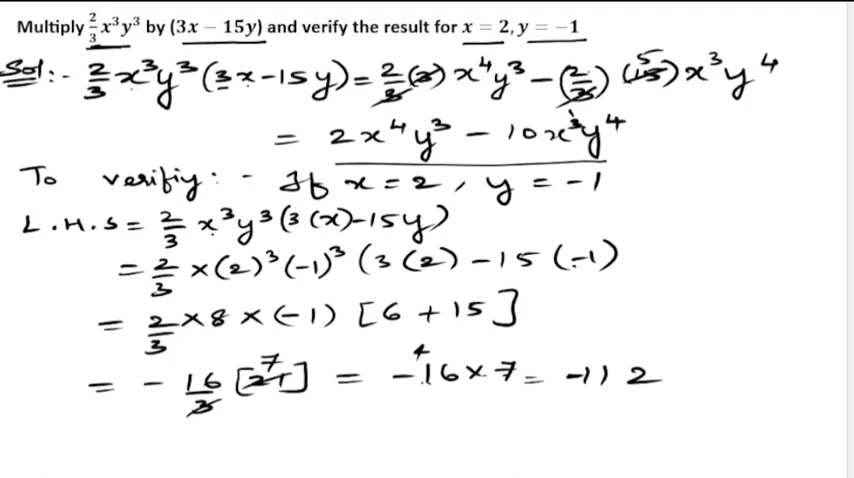 Multiply 2/3 x³y³ by (3x − 15y) and verify the result for x = 2, y = −1
Sol:- 2/3 x³y³(3x-15y)= 2/3(3) x⁴y³ -(2/3) (15)5 x³y⁴
= 2x⁴y³ - 10x³y⁴
To verifiy:- If x=2, y=-1
L.H.S= 2/3 x³y³(3(x)-15y)
= 2/3 ×(2)³(-1)³ (3(2)-15(-1)
= 2/3 ×8×(-1) [6+15]
= - 16/3 [21]7 = -16×7= -112